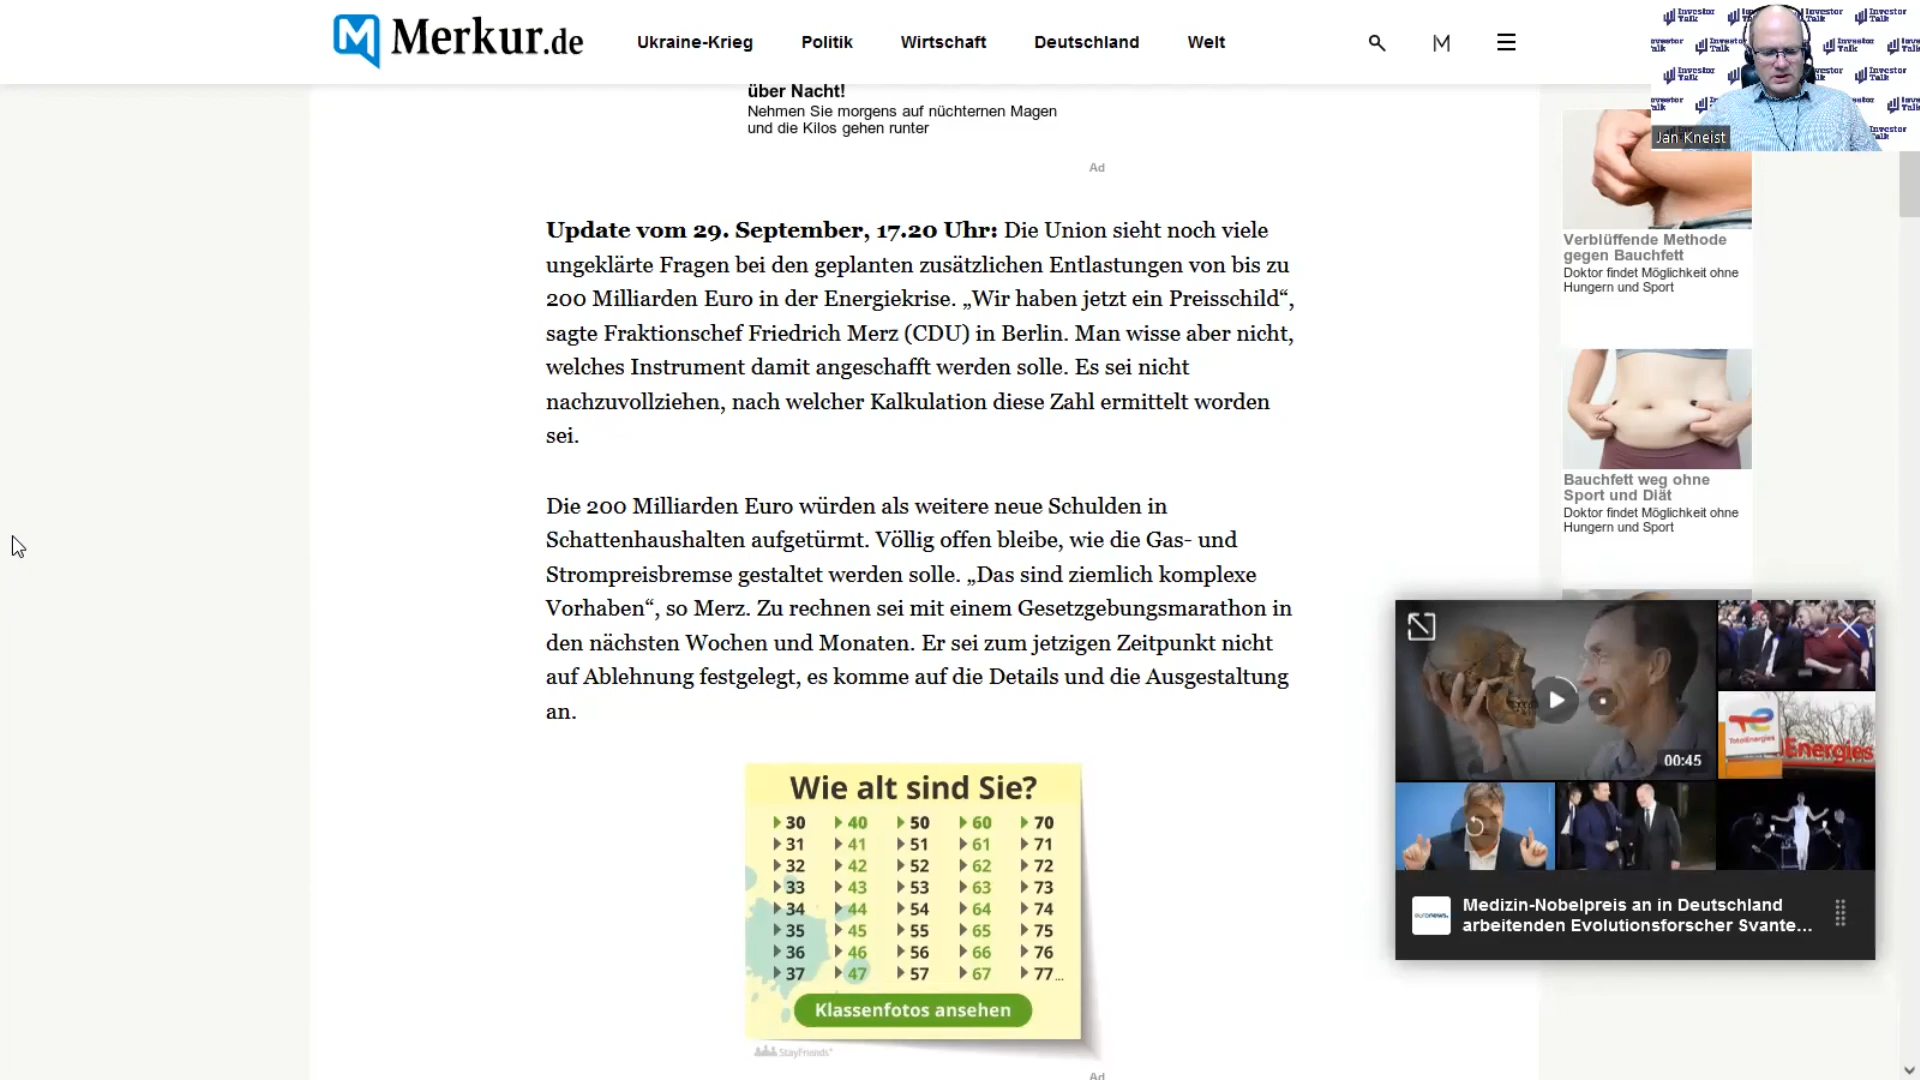 Merkur.de
Ukraine-Krieg
Politik
Wirtschaft
Deutschland
Welt
M
Investor Talk
Jan Kneist
über Nacht!
Nehmen Sie morgens auf nüchternen Magen
und die Kilos gehen runter
Ad
Update vom 29. September, 17.20 Uhr: Die Union sieht noch viele
ungeklärte Fragen bei den geplanten zusätzlichen Entlastungen von bis zu
200 Milliarden Euro in der Energiekrise. „Wir haben jetzt ein Preisschild“,
sagte Fraktionschef Friedrich Merz (CDU) in Berlin. Man wisse aber nicht,
welches Instrument damit angeschafft werden solle. Es sei nicht
nachzuvollziehen, nach welcher Kalkulation diese Zahl ermittelt worden
sei.
Die 200 Milliarden Euro würden als weitere neue Schulden in
Schattenhaushalten aufgetürmt. Völlig offen bleibe, wie die Gas- und
Strompreisbremse gestaltet werden solle. „Das sind ziemlich komplexe
Vorhaben“, so Merz. Zu rechnen sei mit einem Gesetzgebungsmarathon in
den nächsten Wochen und Monaten. Er sei zum jetzigen Zeitpunkt nicht
auf Ablehnung festgelegt, es komme auf die Details und die Ausgestaltung
an.
Wie alt sind Sie?
30 40 50 60 70
31 41 51 61 71
32 42 52 62 72
33 43 53 63 73
34 44 54 64 74
35 45 55 65 75
36 46 56 66 76
37 47 57 67 77...
Klassenfotos ansehen
StayFriends
Ad
Verblüffende Methode
gegen Bauchfett
Doktor findet Möglichkeit ohne
Hungern und Sport
Bauchfett weg ohne
Sport und Diät
Doktor findet Möglichkeit ohne
Hungern und Sport
00:45
TotalEnergies
Energies
euronews.
Medizin-Nobelpreis an in Deutschland
arbeitenden Evolutionsforscher Svante...